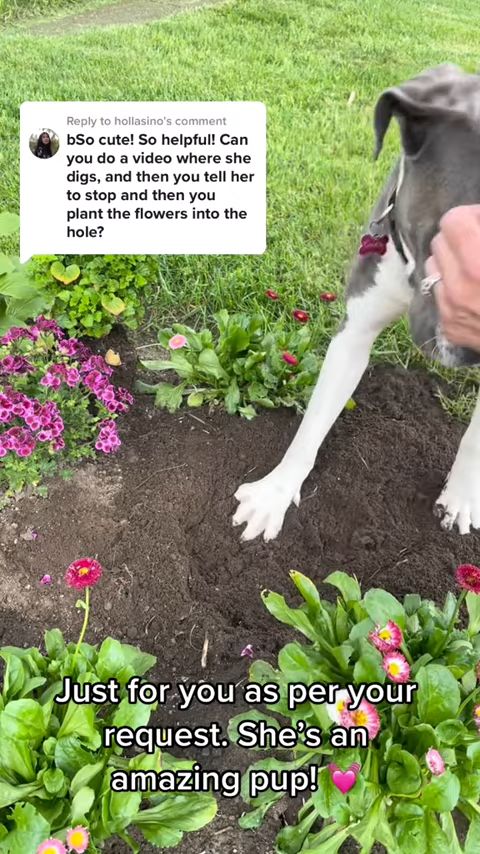 Reply to hollasino's comment
bSo cute! So helpful! Can
you do a video where she
digs, and then you tell her
to stop and then you
plant the flowers into the
hole?
Just for you as per your
request. She's an
amazing pup! 💓